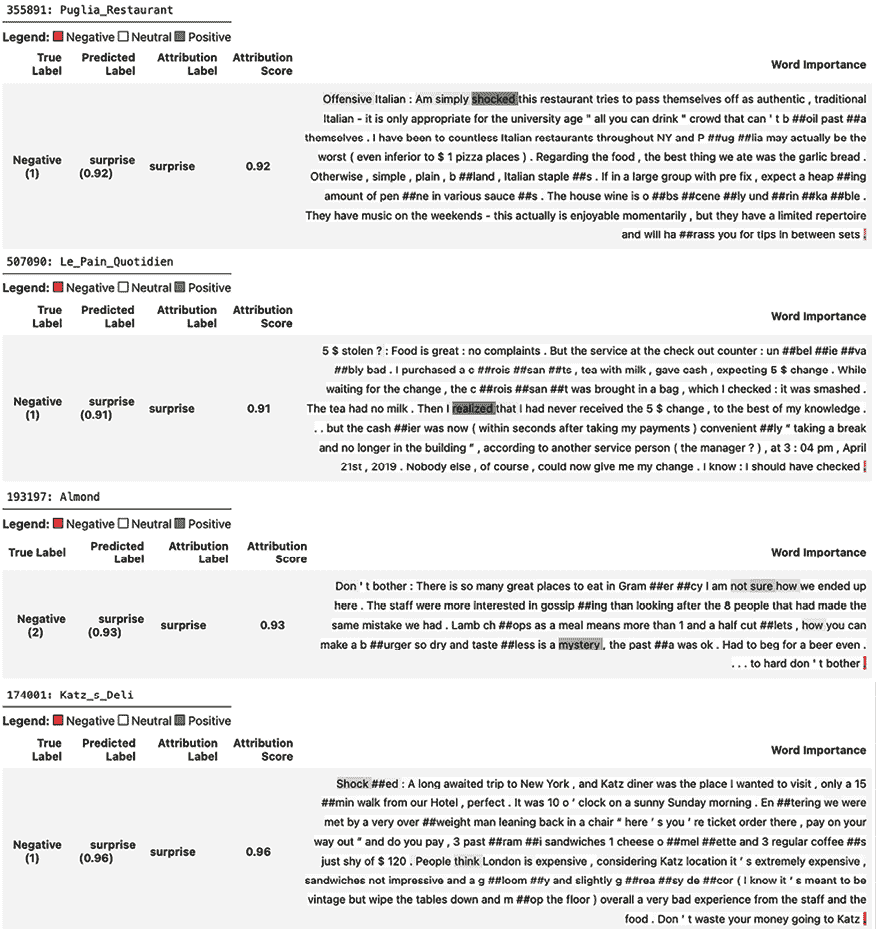 355891: Puglia_Restaurant
Legend: Negative Neutral Positive
True Label Predicted Label Attribution Label Attribution Score Word Importance
Negative (1) surprise (0.92) surprise 0.92
Offensive Italian : Am simply shocked this restaurant tries to pass themselves off as authentic , traditional
Italian - it is only appropriate for the university age " all you can drink " crowd that can ' t b ##oil past ##a
themselves . I have been to countless Italian restaurants throughout NY and P ##ug ##lia may actually be the
worst ( even inferior to $ 1 pizza places ) . Regarding the food , the best thing we ate was the garlic bread .
Otherwise , simple , plain , b ##land , Italian staple ##s . If in a large group with pre fix , expect a heap ##ing
amount of pen ##ne in various sauce ##s . The house wine is o ##bs ##cene ##ly und ##rin ##ka ##ble .
They have music on the weekends - this actually is enjoyable momentarily , but they have a limited repertoire
and will ha ##rass you for tips in between sets
507090: Le_Pain_Quotidien
Legend: Negative Neutral Positive
True Label Predicted Label Attribution Label Attribution Score Word Importance
Negative (1) surprise (0.91) surprise 0.91
5 $ stolen ? : Food is great : no complaints . But the service at the check out counter : un ##bel ##ie ##va
##bly bad . I purchased a c ##rois ##san ##ts , tea with milk , gave cash , expecting 5 $ change . While
waiting for the change , the c ##rois ##san ##t was brought in a bag , which I checked : it was smashed .
The tea had no milk . Then I realized that I had never received the 5 $ change , to the best of my knowledge .
. . but the cash ##ier was now ( within seconds after taking my payments ) convenient ##ly “ taking a break
and no longer in the building “ , according to another service person ( the manager ? ) , at 3 : 04 pm , April
21st , 2019 . Nobody else , of course , could now give me my change . I know : I should have checked
193197: Almond
Legend: Negative Neutral Positive
True Label Predicted Label Attribution Label Attribution Score Word Importance
Negative (2) surprise (0.93) surprise 0.93
Don ' t bother : There is so many great places to eat in Gram ##er ##cy I am not sure how we ended up
here . The staff were more interested in gossip ##ing than looking after the 8 people that had made the
same mistake we had . Lamb ch ##ops as a meal means more than 1 and a half cut ##lets , how you can
make a b ##urger so dry and taste ##less is a mystery , the past ##a was ok . Had to beg for a beer even .
. . . to hard don ' t bother
174001: Katz_s_Deli
Legend: Negative Neutral Positive
True Label Predicted Label Attribution Label Attribution Score Word Importance
Negative (1) surprise (0.96) surprise 0.96
Shock ##ed : A long awaited trip to New York , and Katz diner was the place I wanted to visit , only a 15
##min walk from our Hotel , perfect . It was 10 o ’ clock on a sunny Sunday morning . En ##tering we were
met by a very over ##weight man leaning back in a chair “ here ’ s you ’ re ticket order there , pay on your
way out ” and do you pay , 3 past ##ram ##i sandwiches 1 cheese o ##mel ##ette and 3 regular coffee ##s
just shy of $ 120 . People think London is expensive , considering Katz location it ’ s extremely expensive ,
sandwiches not impressive and a g ##loom ##y and slightly g ##rea ##sy de ##cor ( I know it ’ s meant to be
vintage but wipe the tables down and m ##op the floor ) overall a very bad experience from the staff and the
food . Don ’ t waste your money going to Katz